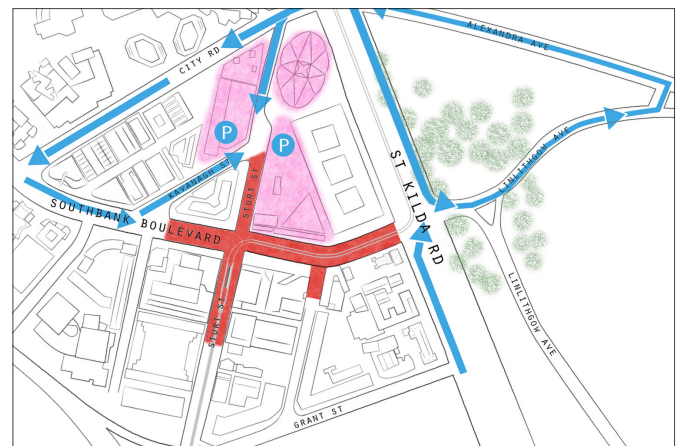 ALEXANDRA AVE
CITY RD
P
P
LINLITHGOW AVE
KAVANAGH ST
STURT ST
ST KILDA RD
SOUTHBANK BOULEVARD
STURT ST
LINLITHGOW AVE
GRANT ST